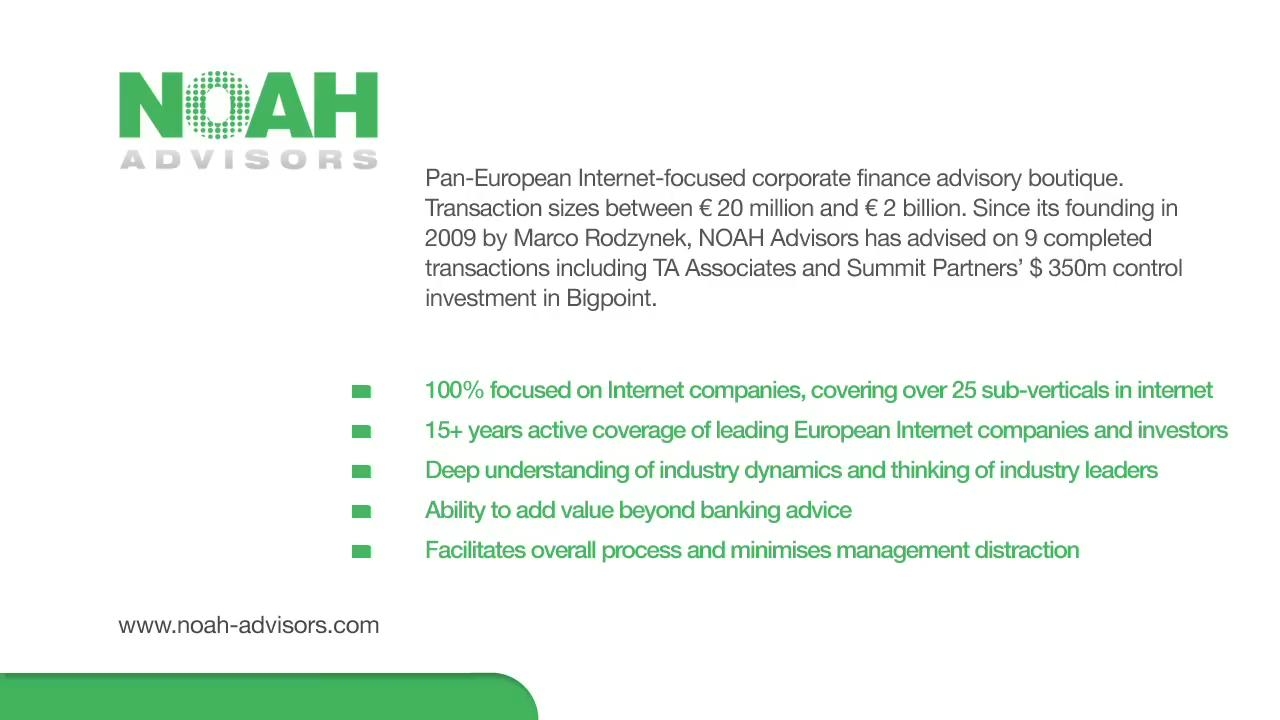 NOAH
ADVISORS
Pan-European Internet-focused corporate finance advisory boutique.
Transaction sizes between € 20 million and € 2 billion. Since its founding in
2009 by Marco Rodzynek, NOAH Advisors has advised on 9 completed
transactions including TA Associates and Summit Partners’ $ 350m control
investment in Bigpoint.
100% focused on Internet companies, covering over 25 sub-verticals in internet
15+ years active coverage of leading European Internet companies and investors
Deep understanding of industry dynamics and thinking of industry leaders
Ability to add value beyond banking advice
Facilitates overall process and minimises management distraction
www.noah-advisors.com